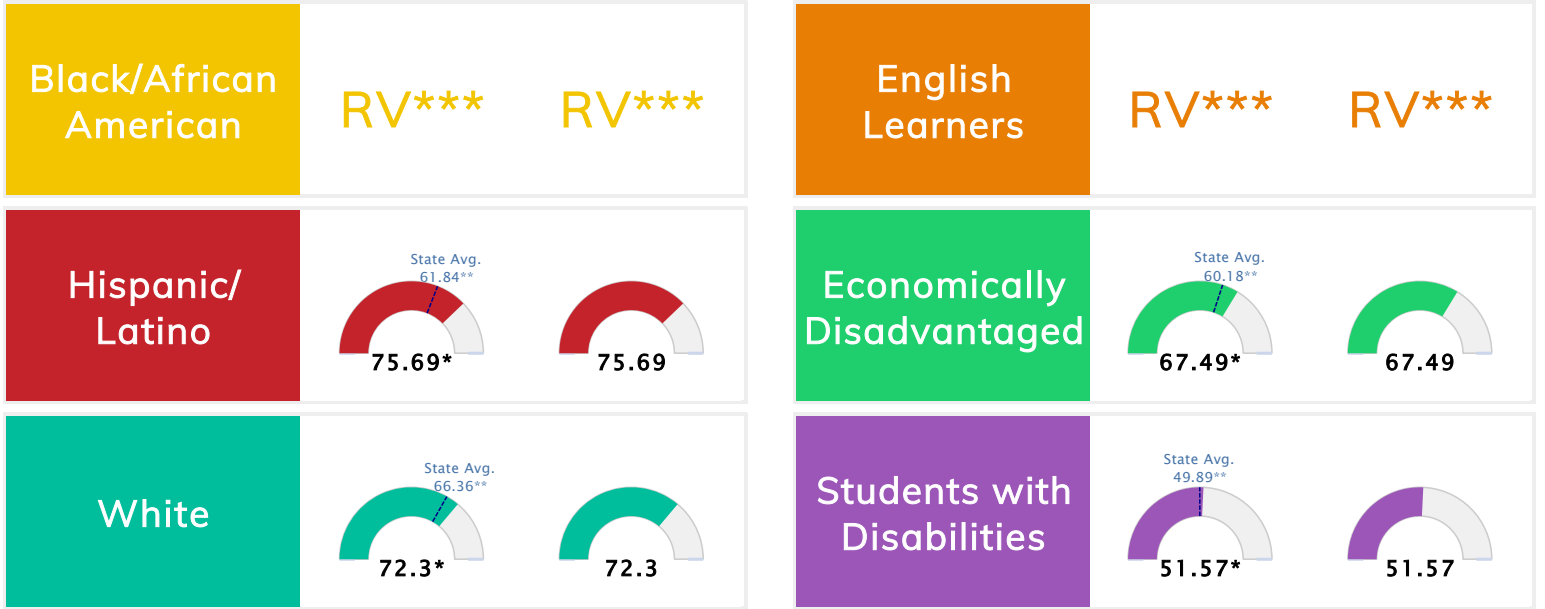 Black/African
American
RV***
RV***
English
Learners
RV***
RV***
Hispanic/
Latino
State Avg.
61.84**
75.69*
75.69
Economically
Disadvantaged
State Avg.
60.18**
67.49*
67.49
White
State Avg.
66.36**
72.3*
72.3
Students with
Disabilities
State Avg.
49.89**
51.57*
51.57